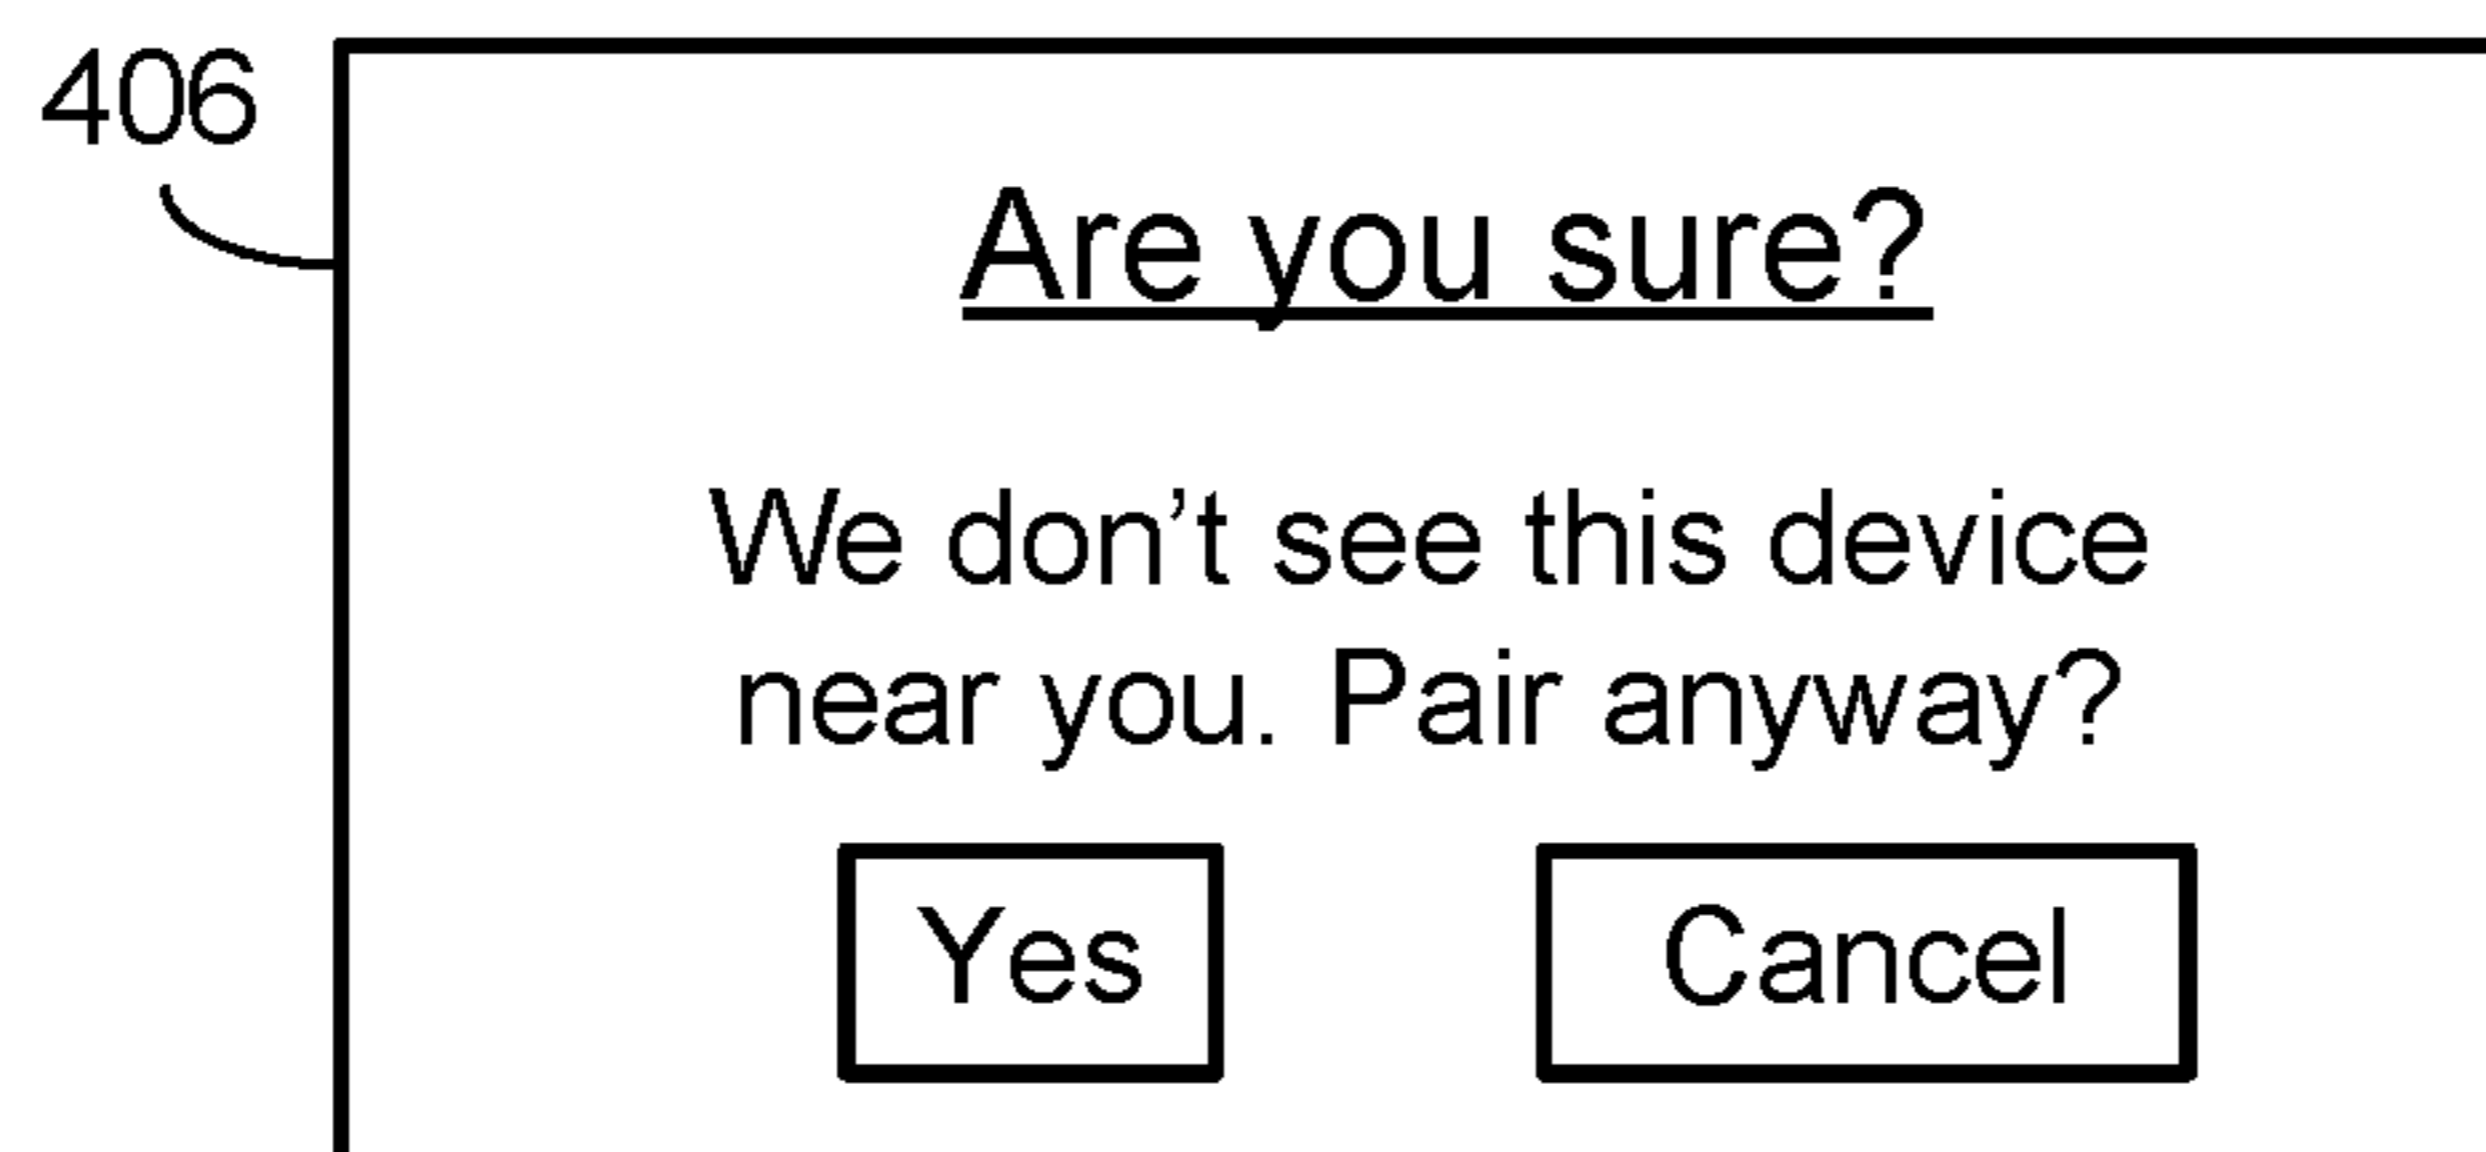 406
Are you sure?
We don’t see this device
near you. Pair anyway?
Yes
Cancel